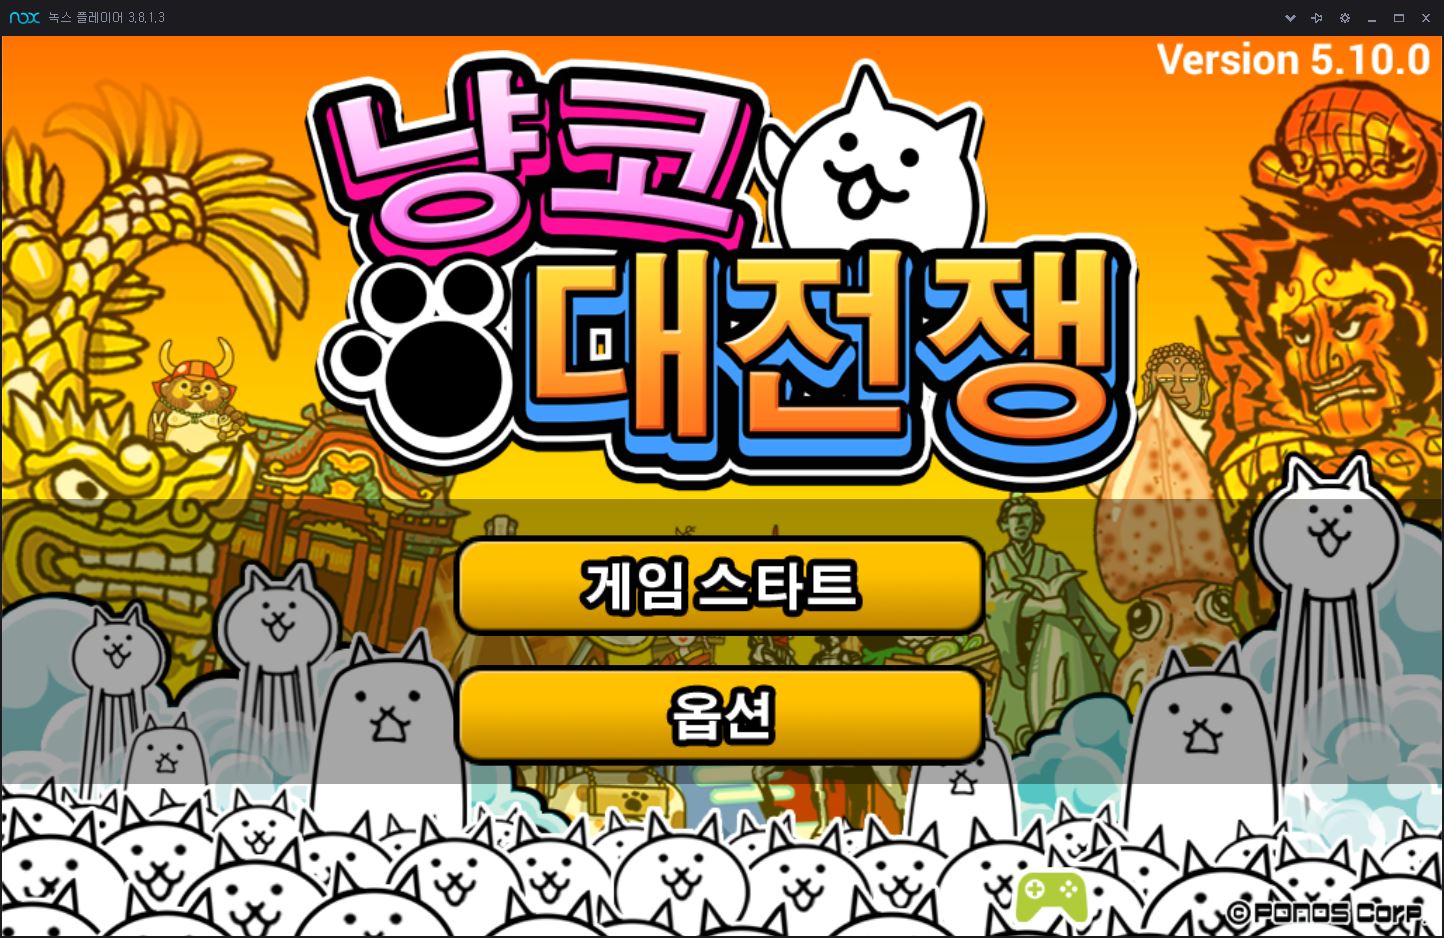 nox 녹스 플레이어 3.8.1.3
Version 5.10.0
냥코
대전쟁
게임 스타트
옵션
©PONOS Corp.